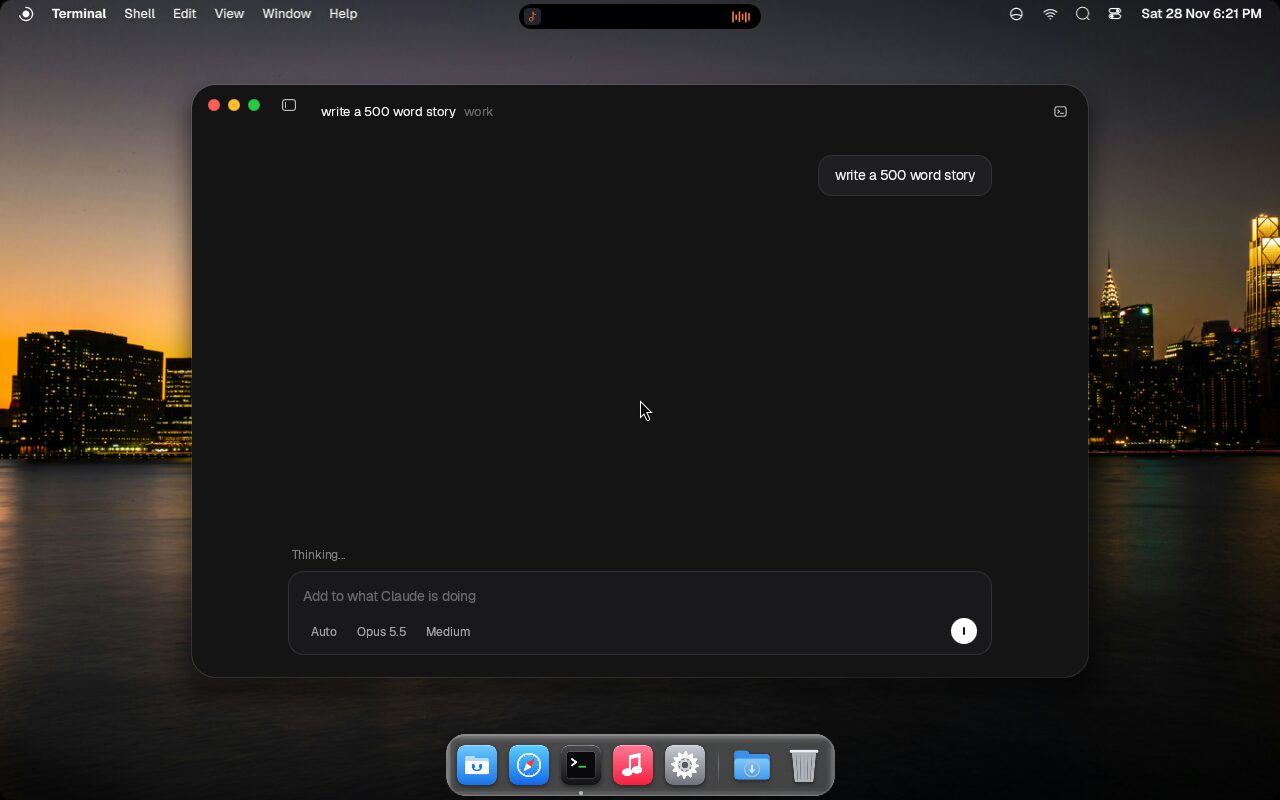 Terminal Shell Edit View Window Help
Sat 28 Nov 6:21 PM
write a 500 word story work
write a 500 word story
Thinking...
Add to what Claude is doing
Auto Opus 5.5 Medium